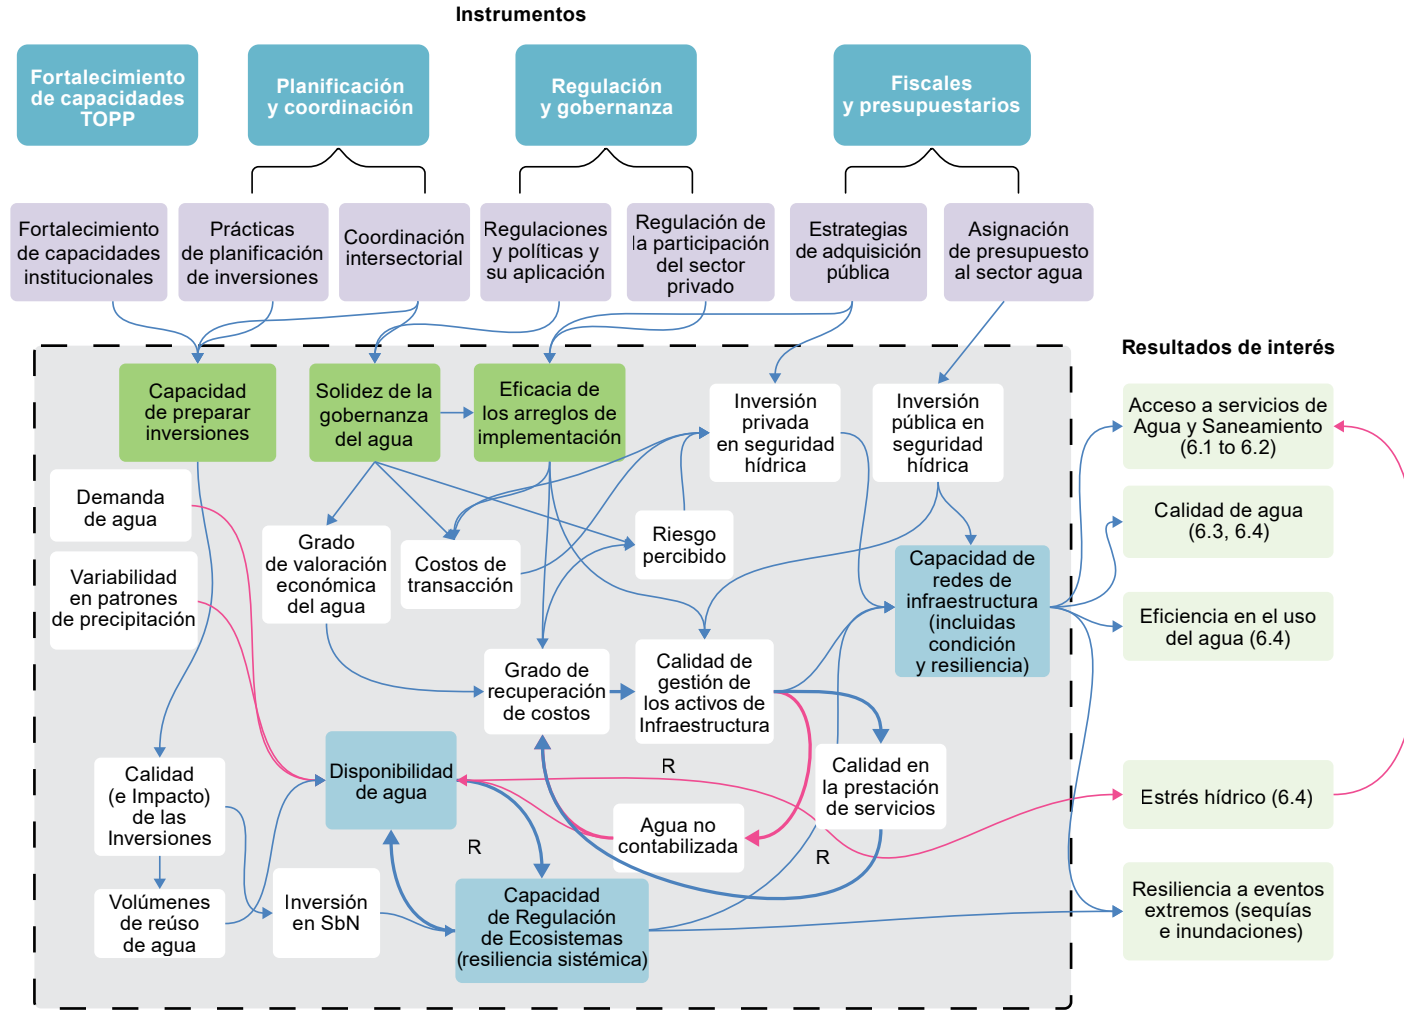 Instrumentos
Fortalecimiento
de capacidades
TOPP
Planificación
y coordinación
Regulación
y gobernanza
Fiscales
y presupuestarios
Fortalecimiento
de capacidades
institucionales
Prácticas
de planificación
de inversiones
Coordinación
intersectorial
Regulaciones
y políticas y
su aplicación
Regulación de
la participación
del sector
privado
Estrategias
de adquisición
pública
Asignación
de presupuesto
al sector agua
Resultados de interés
Capacidad
de preparar
inversiones
Solidez de la
gobernanza
del agua
Eficacia de
los arreglos de
implementación
Inversión
privada
en seguridad
hídrica
Inversión
pública en
seguridad
hídrica
Acceso a servicios de
Agua y Saneamiento
(6.1 to 6.2)
Demanda
de agua
Grado
de valoración
económica
del agua
Costos de
transacción
Riesgo
percibido
Capacidad de
redes de
infraestructura
(incluidas
condición
y resiliencia)
Calidad de agua
(6.3, 6.4)
Variabilidad
en patrones
de precipitación
Eficiencia en el uso
del agua (6.4)
Grado de
recuperación
de costos
Calidad de
gestión de
los activos de
Infraestructura
Calidad
(e Impacto)
de las
Inversiones
Disponibilidad
de agua
R
Calidad en
la prestación
de servicios
Estrés hídrico (6.4)
Agua no
contabilizada
R
R
Volúmenes
de reúso
de agua
Inversión
en SbN
Capacidad
de Regulación
de Ecosistemas
(resiliencia sistémica)
Resiliencia a eventos
extremos (sequías
e inundaciones)